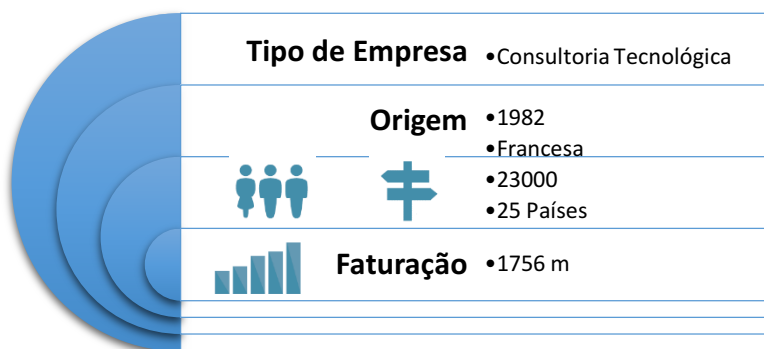 Tipo de Empresa •Consultoria Tecnológica
Origem •1982
•Francesa
•23000
•25 Países
Faturação •1756 m